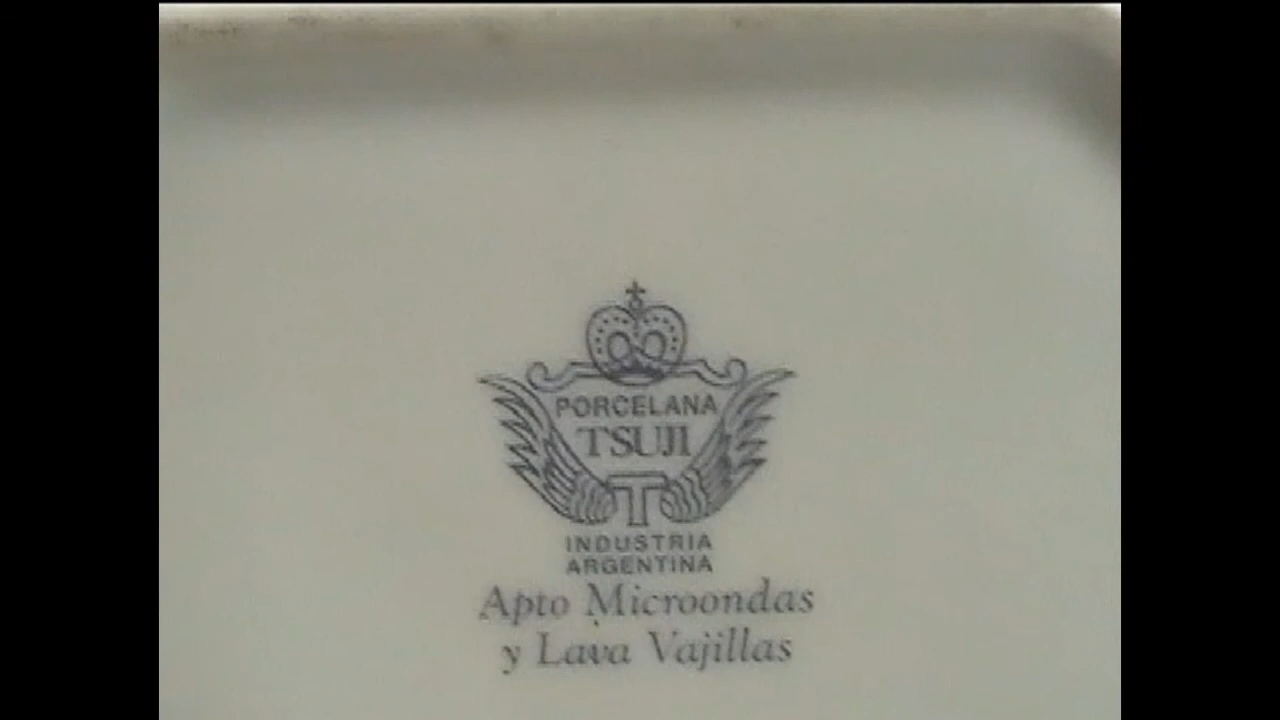 PORCELANA
TSUJI
T
INDUSTRIA
ARGENTINA
Apto Microondas
y Lava Vajillas